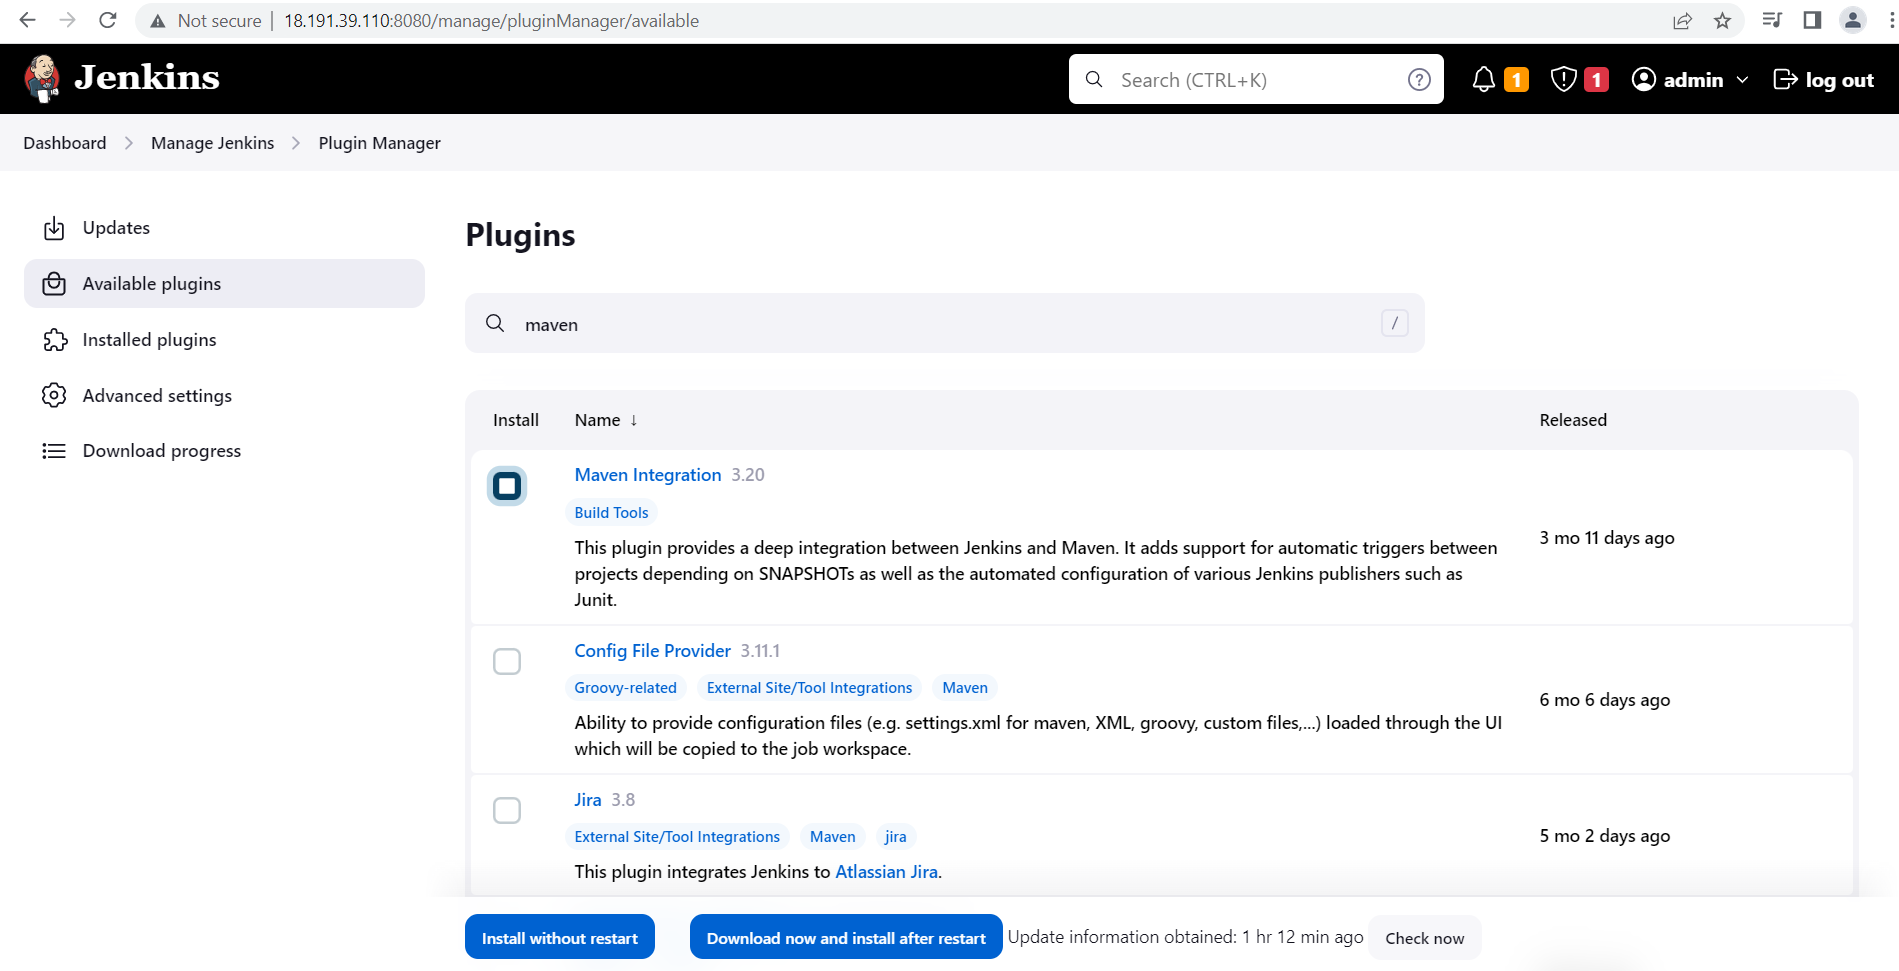 Not secure | 18.191.39.110:8080/manage/pluginManager/available
Jenkins
Search (CTRL+K) ?
1
1
admin
log out
Dashboard > Manage Jenkins > Plugin Manager
Updates
Available plugins
Installed plugins
Advanced settings
Download progress
Plugins
maven /
Install Name ↓ Released
Maven Integration 3.20
Build Tools
This plugin provides a deep integration between Jenkins and Maven. It adds support for automatic triggers between
projects depending on SNAPSHOTs as well as the automated configuration of various Jenkins publishers such as
Junit.
3 mo 11 days ago
Config File Provider 3.11.1
Groovy-related External Site/Tool Integrations Maven
Ability to provide configuration files (e.g. settings.xml for maven, XML, groovy, custom files,...) loaded through the UI
which will be copied to the job workspace.
6 mo 6 days ago
Jira 3.8
External Site/Tool Integrations Maven jira
This plugin integrates Jenkins to Atlassian Jira.
5 mo 2 days ago
Install without restart Download now and install after restart Update information obtained: 1 hr 12 min ago Check now